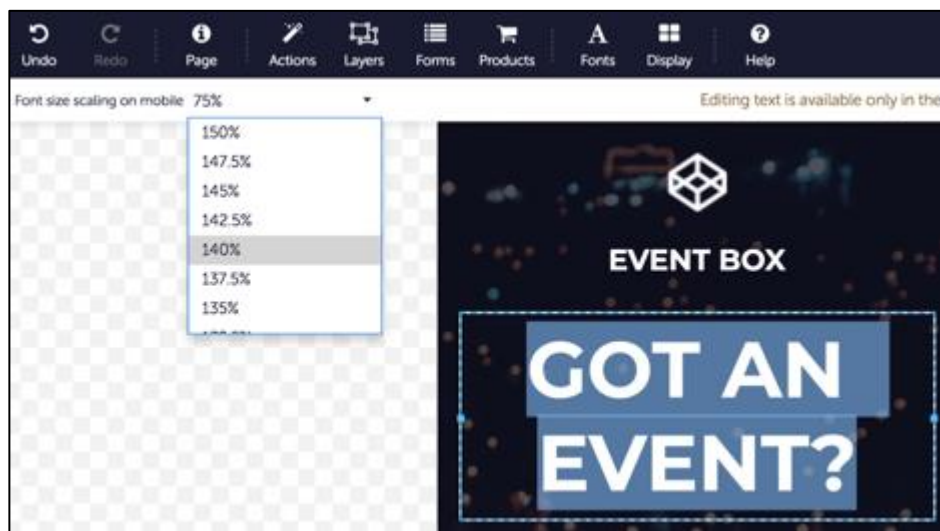 Undo Redo Page Actions Layers Forms Products Fonts Display Help
Font size scaling on mobile 75%
Editing text is available only in the
150%
147.5%
145%
142.5%
140%
137.5%
135%
EVENT BOX
GOT AN
EVENT?